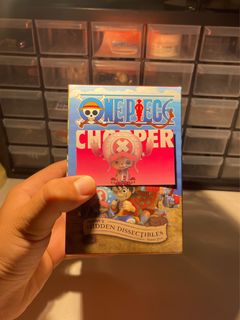 ONE PIECE
CHOPPER
HIDDEN DISSECTIBLES